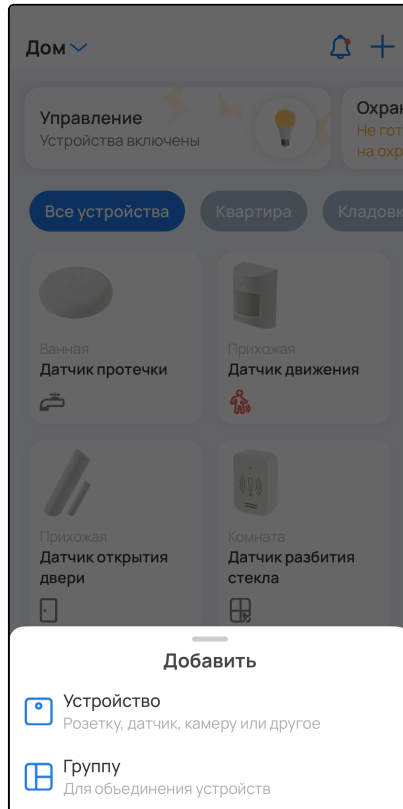 Дом
Управление
Устройства включены
Охран
Не гот
на охр
Все устройства
Квартира
Кладовк
Ванная
Датчик протечки
Прихожая
Датчик движения
Прихожая
Датчик открытия
двери
Комната
Датчик разбития
стекла
Добавить
Устройство
Розетку, датчик, камеру или другое
Группу
Для объединения устройств